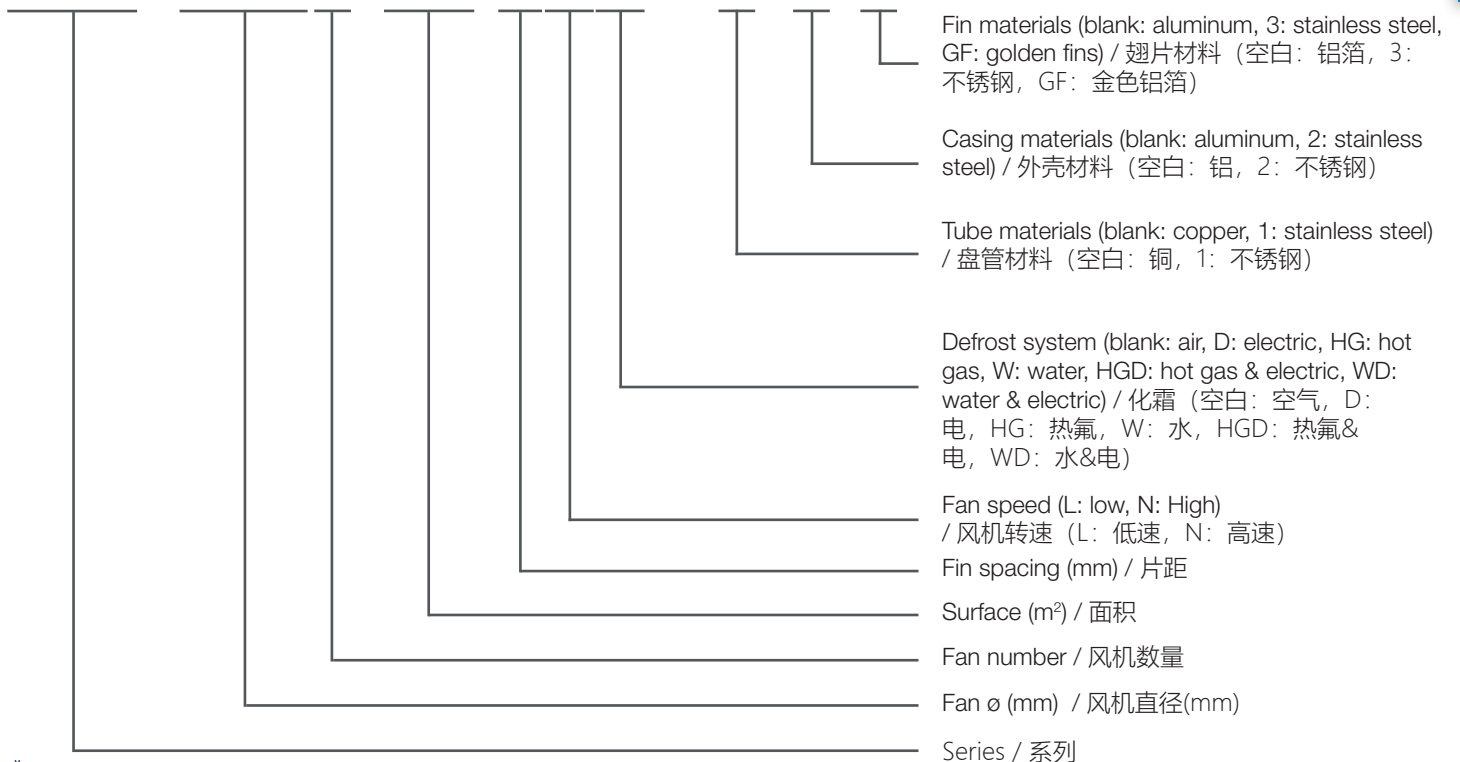 Fin materials (blank: aluminum, 3: stainless steel,
GF: golden fins) / 翅片材料（空白：铝箔，3：
不锈钢，GF：金色铝箔）
Casing materials (blank: aluminum, 2: stainless
steel) / 外壳材料（空白：铝，2：不锈钢）
Tube materials (blank: copper, 1: stainless steel)
/ 盘管材料（空白：铜，1：不锈钢）
Defrost system (blank: air, D: electric, HG: hot
gas, W: water, HGD: hot gas & electric, WD:
water & electric) / 化霜（空白：空气，D：
电，HG：热氟，W：水，HGD：热氟&
电，WD：水&电）
Fan speed (L: low, N: High)
/ 风机转速（L：低速，N：高速）
Fin spacing (mm) / 片距
Surface (m²) / 面积
Fan number / 风机数量
Fan ø (mm) / 风机直径(mm)
Series / 系列